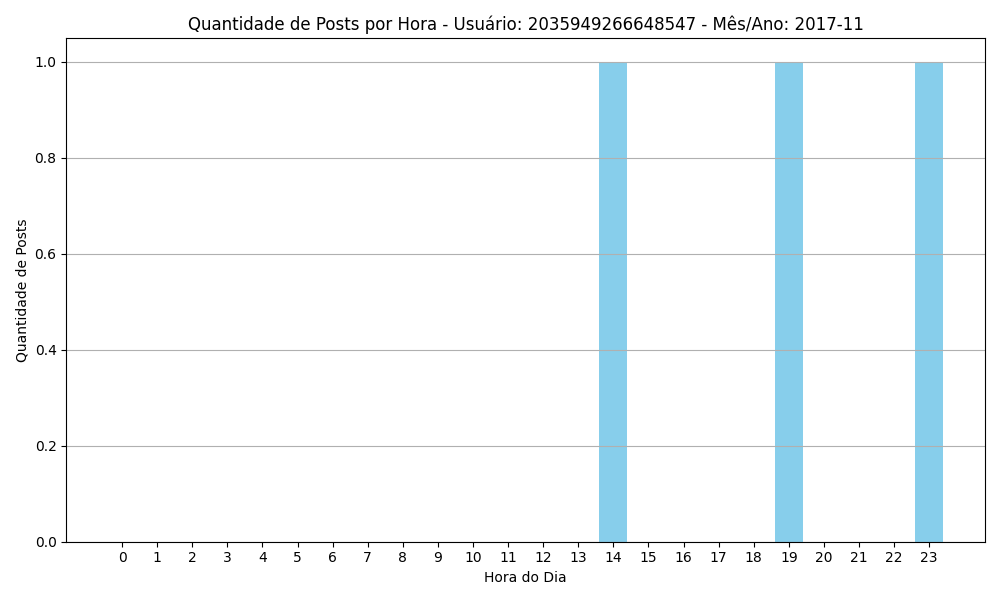 Quantidade de Posts por Hora - Usuário: 2035949266648547 - Mês/Ano: 2017-11
Quantidade de Posts
1.0
0.8
0.6
0.4
0.2
0.0
0 1 2 3 4 5 6 7 8 9 10 11 12 13 14 15 16 17 18 19 20 21 22 23
Hora do Dia